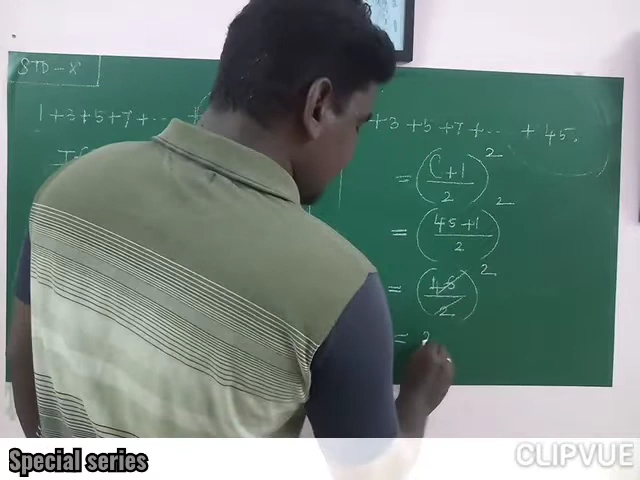 STD - X
1 + 3 + 5 + 7 + ...
+ 3 + 5 + 7 + ... + 45.
= (l + 1 / 2)²
= (45 + 1 / 2)²
= (46 / 2)²
= 2
Special series
CLIPVUE